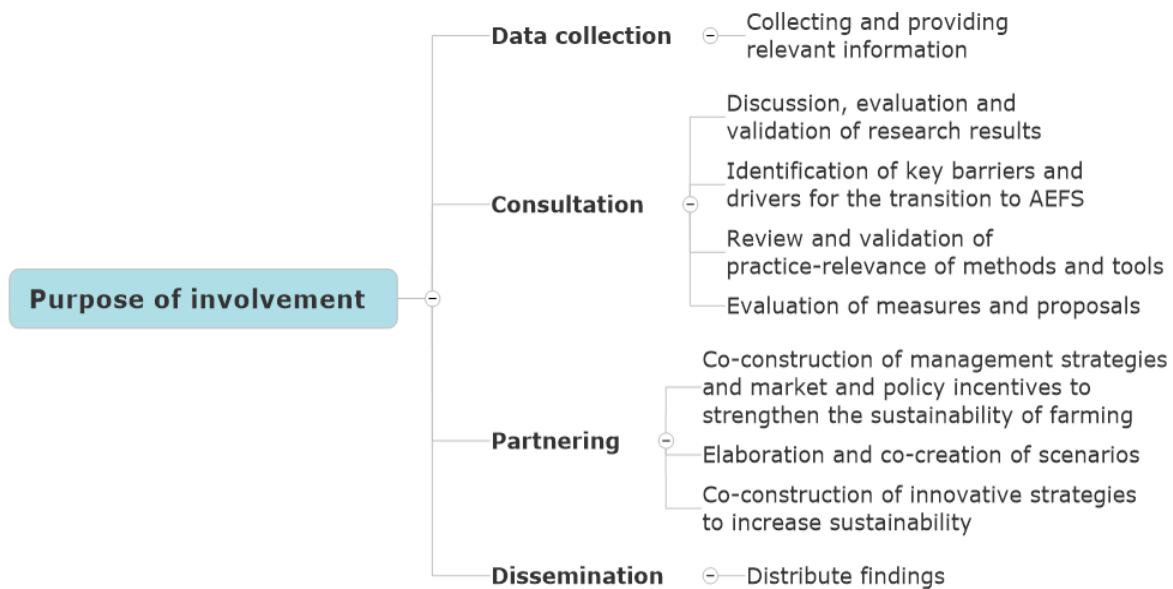 Purpose of involvement
Data collection
Collecting and providing
relevant information
Consultation
Discussion, evaluation and
validation of research results
Identification of key barriers and
drivers for the transition to AEFS
Review and validation of
practice-relevance of methods and tools
Evaluation of measures and proposals
Partnering
Co-construction of management strategies
and market and policy incentives to
strengthen the sustainability of farming
Elaboration and co-creation of scenarios
Co-construction of innovative strategies
to increase sustainability
Dissemination
Distribute findings